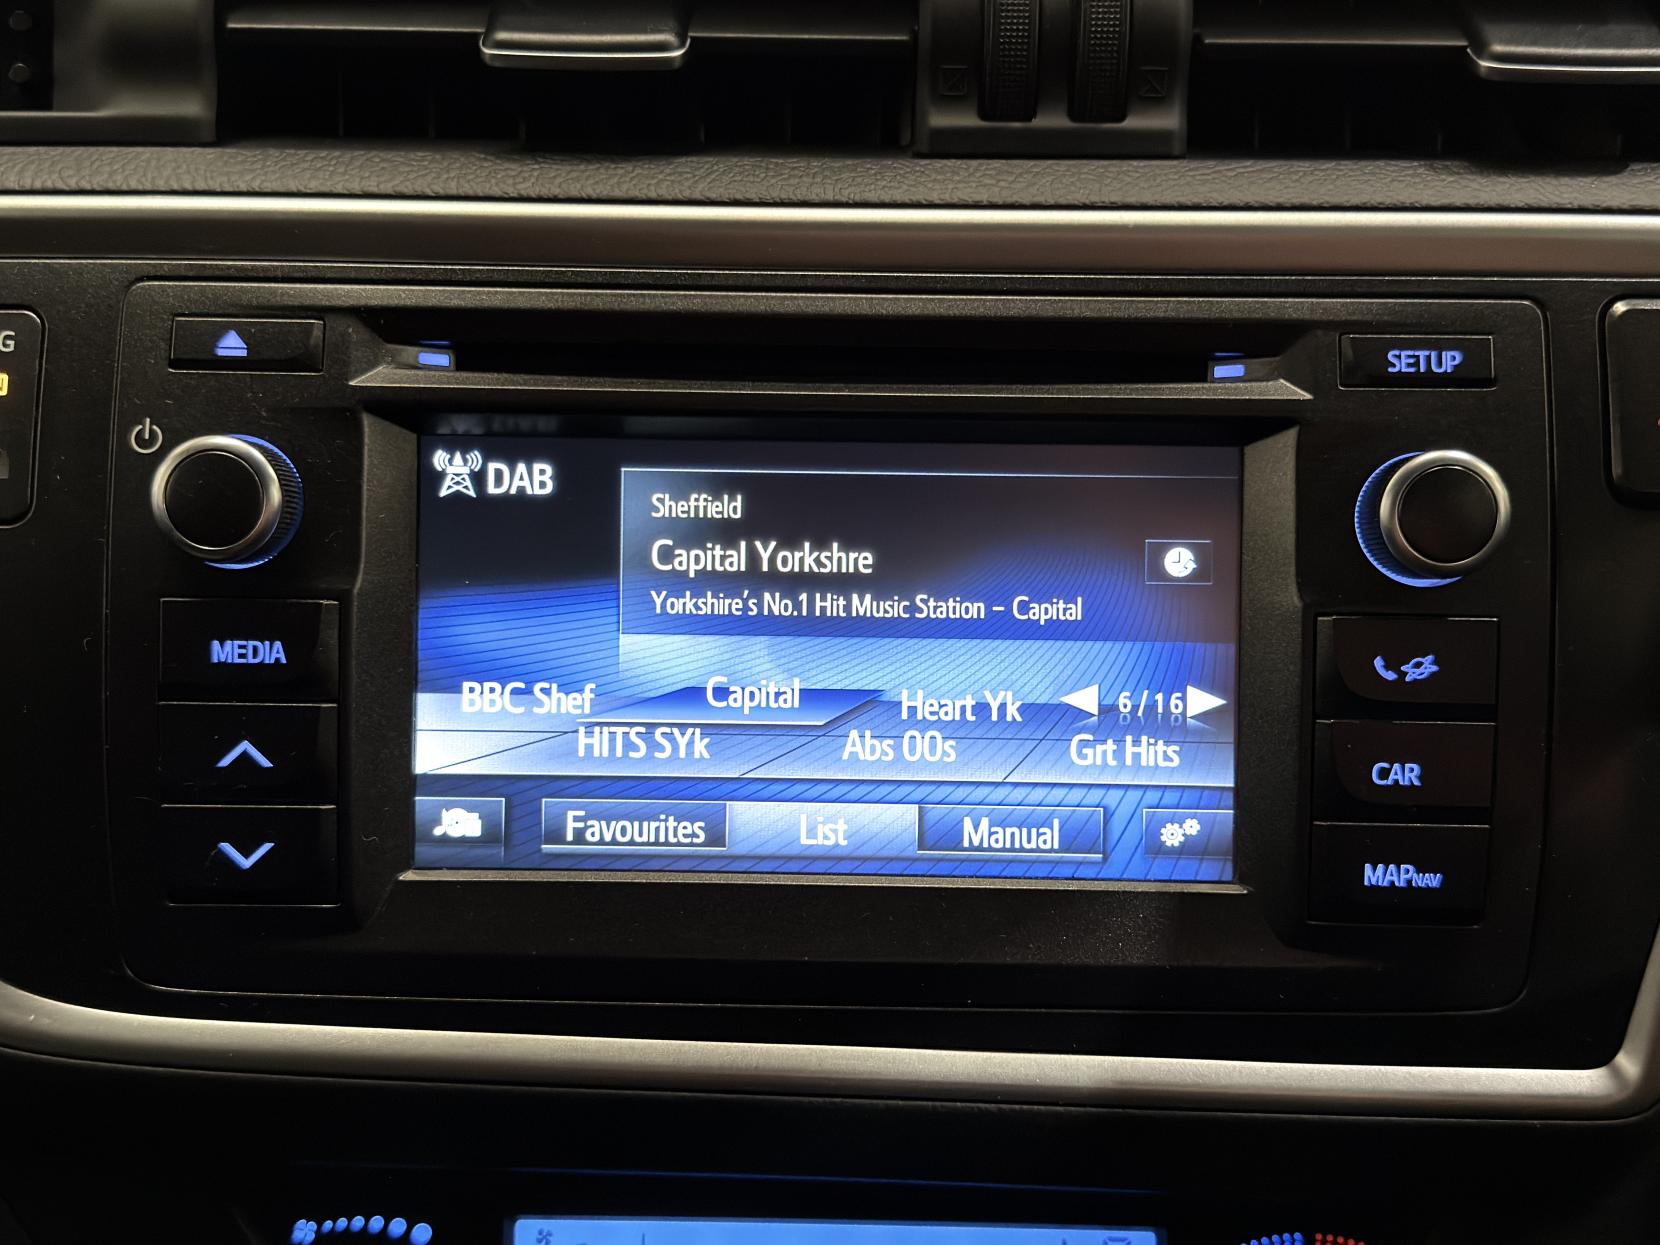 G
SETUP
DAB
Sheffield
Capital Yorkshre
Yorkshire's No.1 Hit Music Station - Capital
MEDIA
BBC Shef Capital Heart Yk 6/16
HITS SYk Abs 00s Grt Hits
CAR
Favourites List Manual
MAPNAV